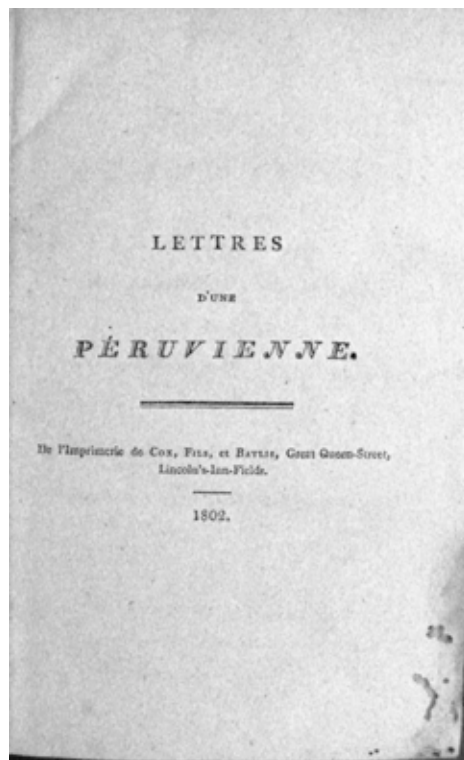 LETTRES
D'UNE
PÉRUVIENNE.
De l'Imprimerie de Cox, Fils, et Baylis, Great Queen-Street,
Lincoln's-Inn-Fields.
1802.